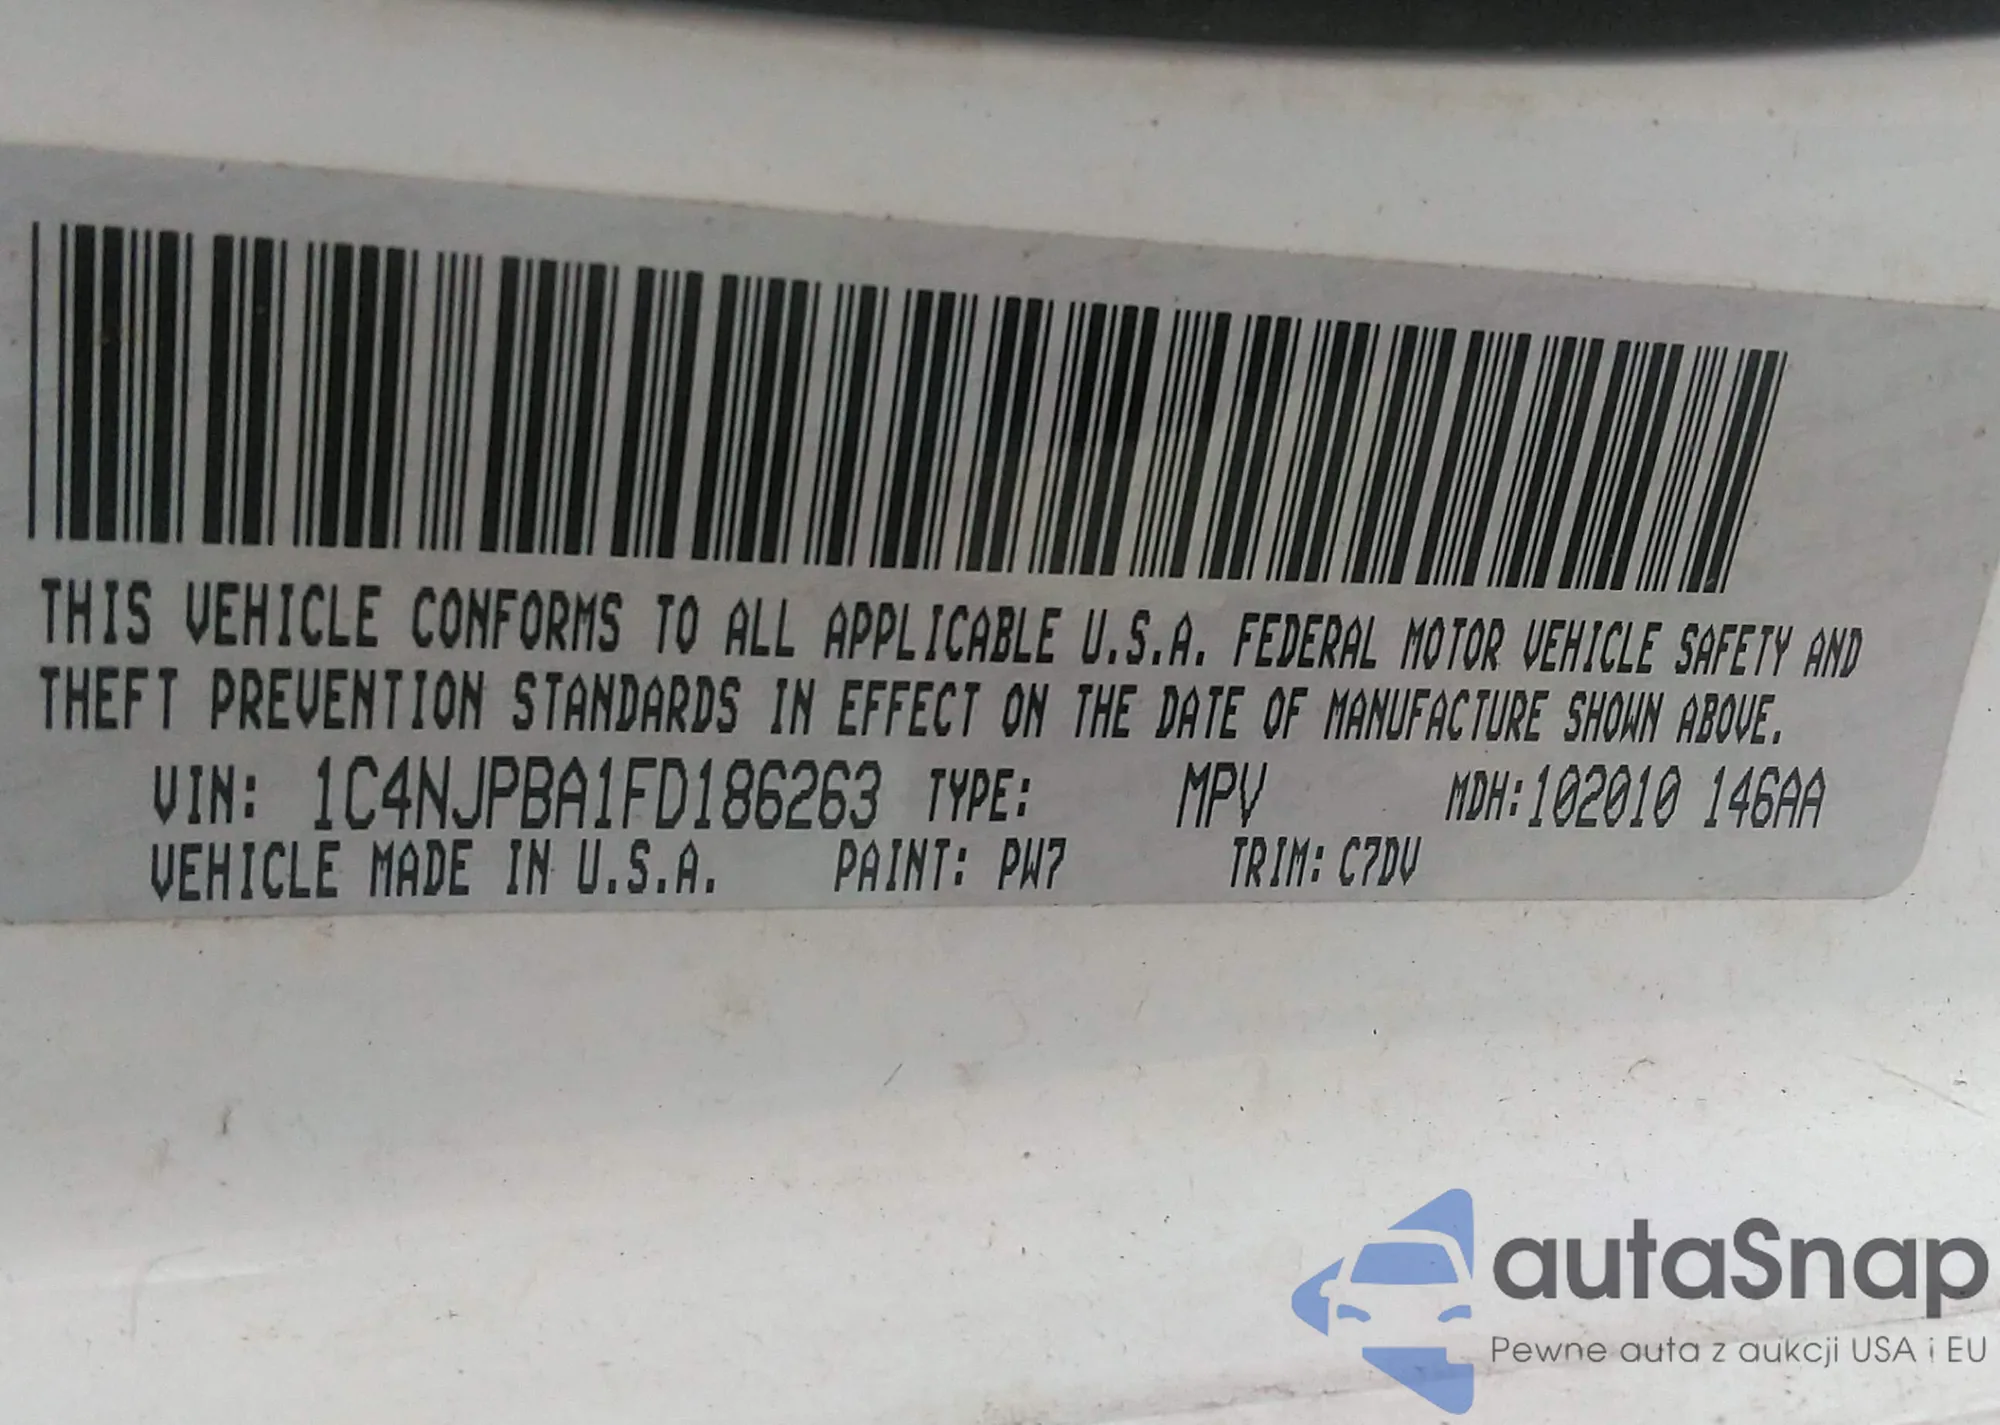 THIS VEHICLE CONFORMS TO ALL APPLICABLE U.S.A. FEDERAL MOTOR VEHICLE SAFETY AND
THEFT PREVENTION STANDARDS IN EFFECT ON THE DATE OF MANUFACTURE SHOWN ABOVE.
VIN: 1C4NJPBA1FD186263 TYPE: MPV MDH:102010 146AA
VEHICLE MADE IN U.S.A. PAINT: PW7 TRIM: C7DV
autaSnap
Pewne auta z aukcji USA i EU